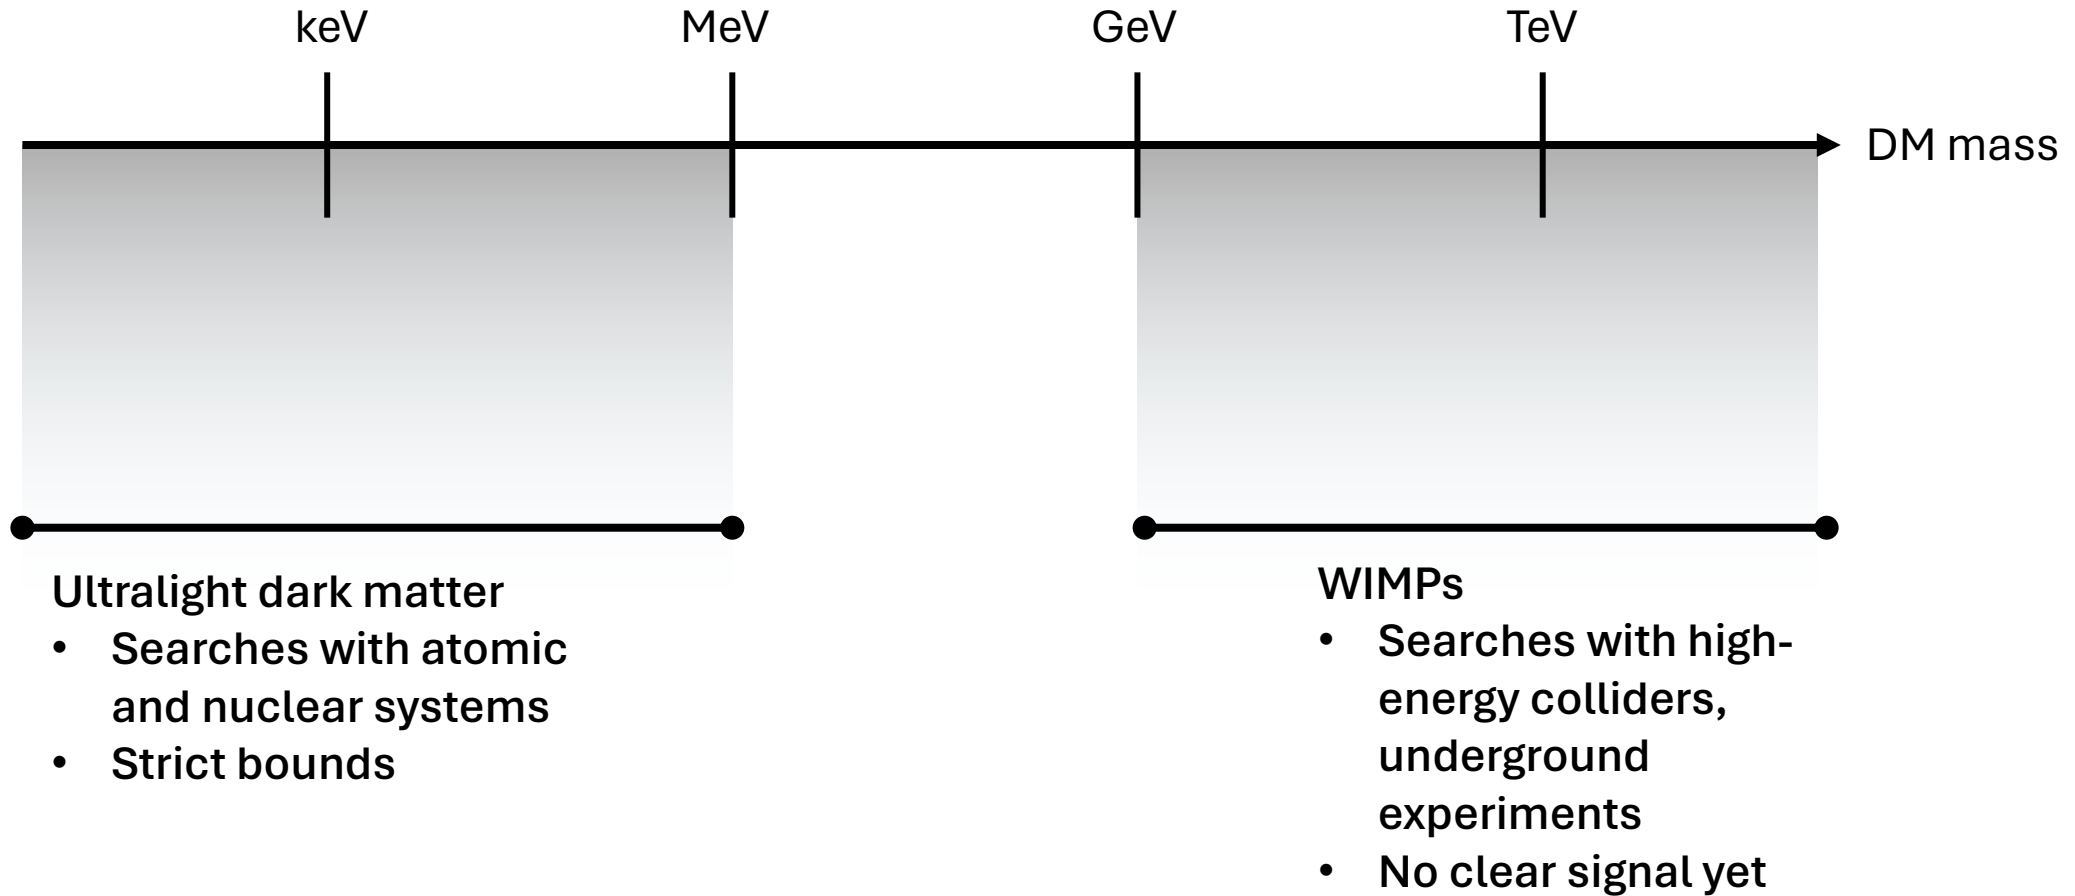 keV
MeV
GeV
TeV
DM mass
Ultralight dark matter
• Searches with atomic
and nuclear systems
• Strict bounds
WIMPs
• Searches with high-
energy colliders,
underground
experiments
• No clear signal yet